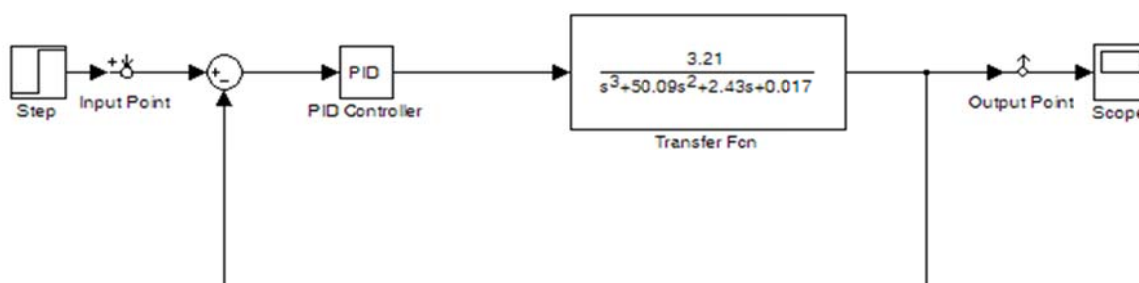 Step
+
Input Point
+
−
PID
PID Controller
3.21
s³+50.09s²+2.43s+0.017
Transfer Fcn
Output Point
Scope